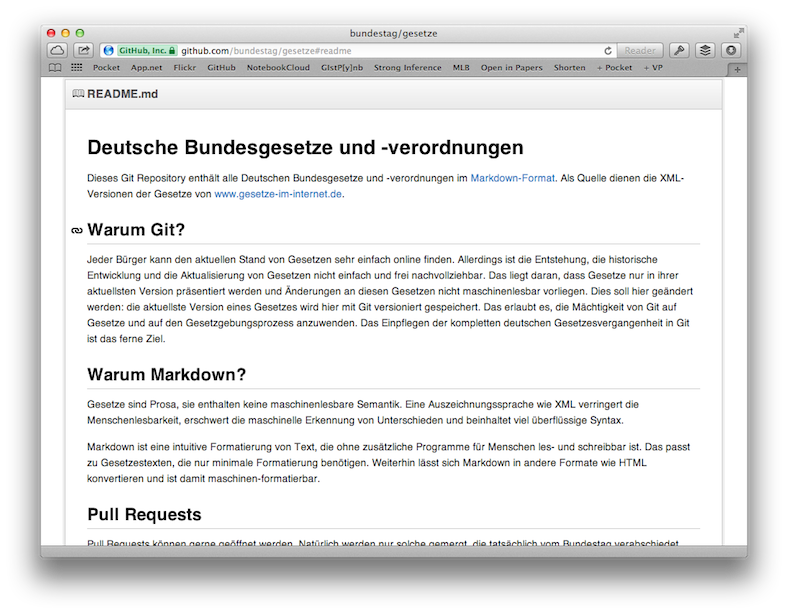 bundestag/gesetze
GitHub, Inc. github.com/bundestag/gesetze#readme Reader
Pocket App.net Flickr GitHub NotebookCloud GistP[y]nb Strong Inference MLB Open in Papers Shorten + Pocket + VP
README.md
Deutsche Bundesgesetze und -verordnungen
Dieses Git Repository enthält alle Deutschen Bundesgesetze und -verordnungen im Markdown-Format. Als Quelle dienen die XML-
Versionen der Gesetze von www.gesetze-im-internet.de.
Warum Git?
Jeder Bürger kann den aktuellen Stand von Gesetzen sehr einfach online finden. Allerdings ist die Entstehung, die historische
Entwicklung und die Aktualisierung von Gesetzen nicht einfach und frei nachvollziehbar. Das liegt daran, dass Gesetze nur in ihrer
aktuellsten Version präsentiert werden und Änderungen an diesen Gesetzen nicht maschinenlesbar vorliegen. Dies soll hier geändert
werden: die aktuellste Version eines Gesetzes wird hier mit Git versioniert gespeichert. Das erlaubt es, die Mächtigkeit von Git auf
Gesetze und auf den Gesetzgebungsprozess anzuwenden. Das Einpflegen der kompletten deutschen Gesetzesvergangenheit in Git
ist das ferne Ziel.
Warum Markdown?
Gesetze sind Prosa, sie enthalten keine maschinenlesbare Semantik. Eine Auszeichnungssprache wie XML verringert die
Menschenlesbarkeit, erschwert die maschinelle Erkennung von Unterschieden und beinhaltet viel überflüssige Syntax.
Markdown ist eine intuitive Formatierung von Text, die ohne zusätzliche Programme für Menschen les- und schreibbar ist. Das passt
zu Gesetzestexten, die nur minimale Formatierung benötigen. Weiterhin lässt sich Markdown in andere Formate wie HTML
konvertieren und ist damit maschinen-formatierbar.
Pull Requests
Pull Requests können gerne geöffnet werden. Natürlich werden nur solche gemergt, die tatsächlich vom Bundestag verabschiedet